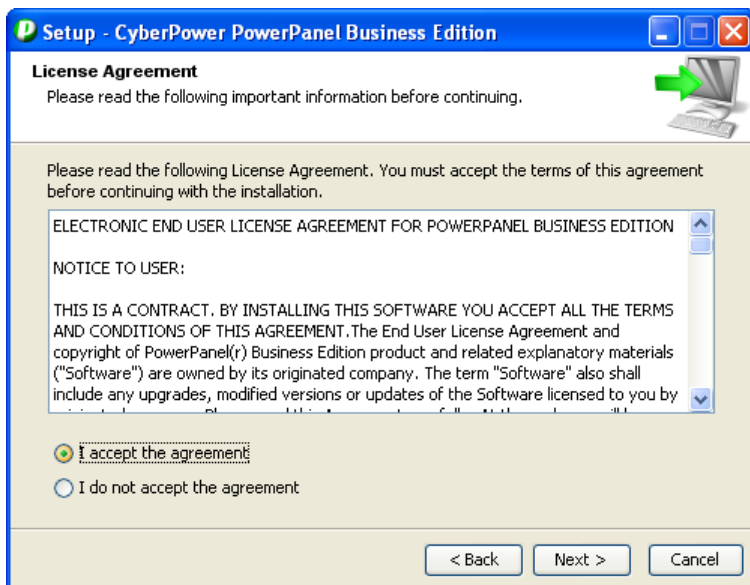 Setup - CyberPower PowerPanel Business Edition
License Agreement
Please read the following important information before continuing.
Please read the following License Agreement. You must accept the terms of this agreement
before continuing with the installation.
ELECTRONIC END USER LICENSE AGREEMENT FOR POWERPANEL BUSINESS EDITION
NOTICE TO USER:
THIS IS A CONTRACT. BY INSTALLING THIS SOFTWARE YOU ACCEPT ALL THE TERMS
AND CONDITIONS OF THIS AGREEMENT.The End User License Agreement and
copyright of PowerPanel(r) Business Edition product and related explanatory materials
("Software") are owned by its originated company. The term "Software" also shall
include any upgrades, modified versions or updates of the Software licensed to you by
I accept the agreement
I do not accept the agreement
< Back
Next >
Cancel